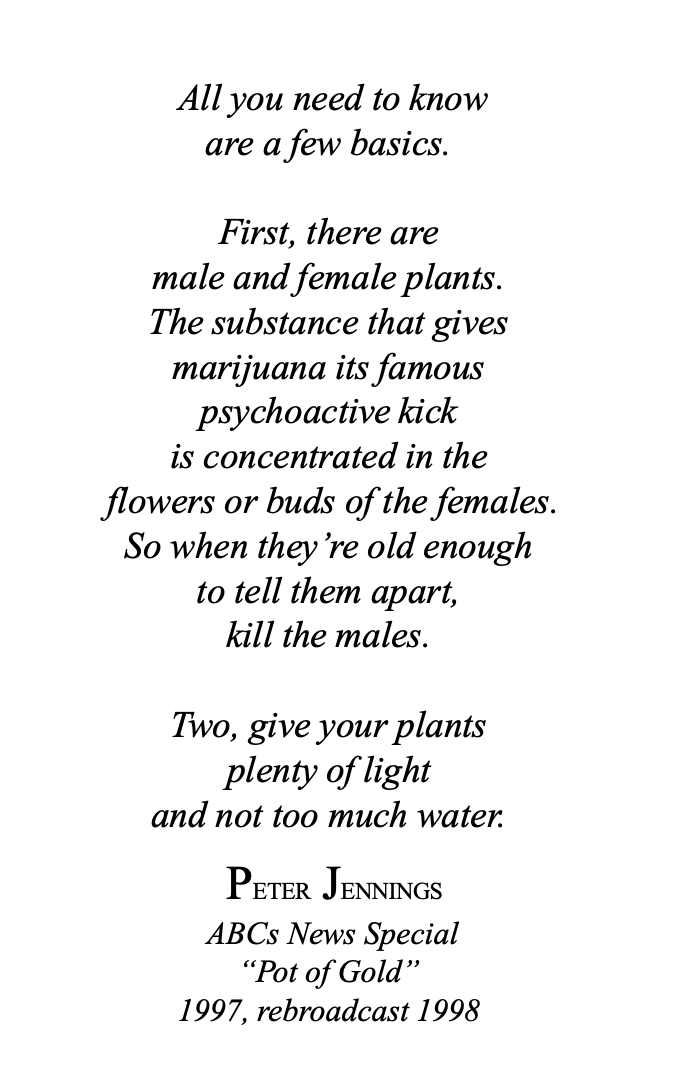 All you need to know
are a few basics.
First, there are
male and female plants.
The substance that gives
marijuana its famous
psychoactive kick
is concentrated in the
flowers or buds of the females.
So when they’re old enough
to tell them apart,
kill the males.
Two, give your plants
plenty of light
and not too much water.
PETER JENNINGS
ABCs News Special
“Pot of Gold”
1997, rebroadcast 1998